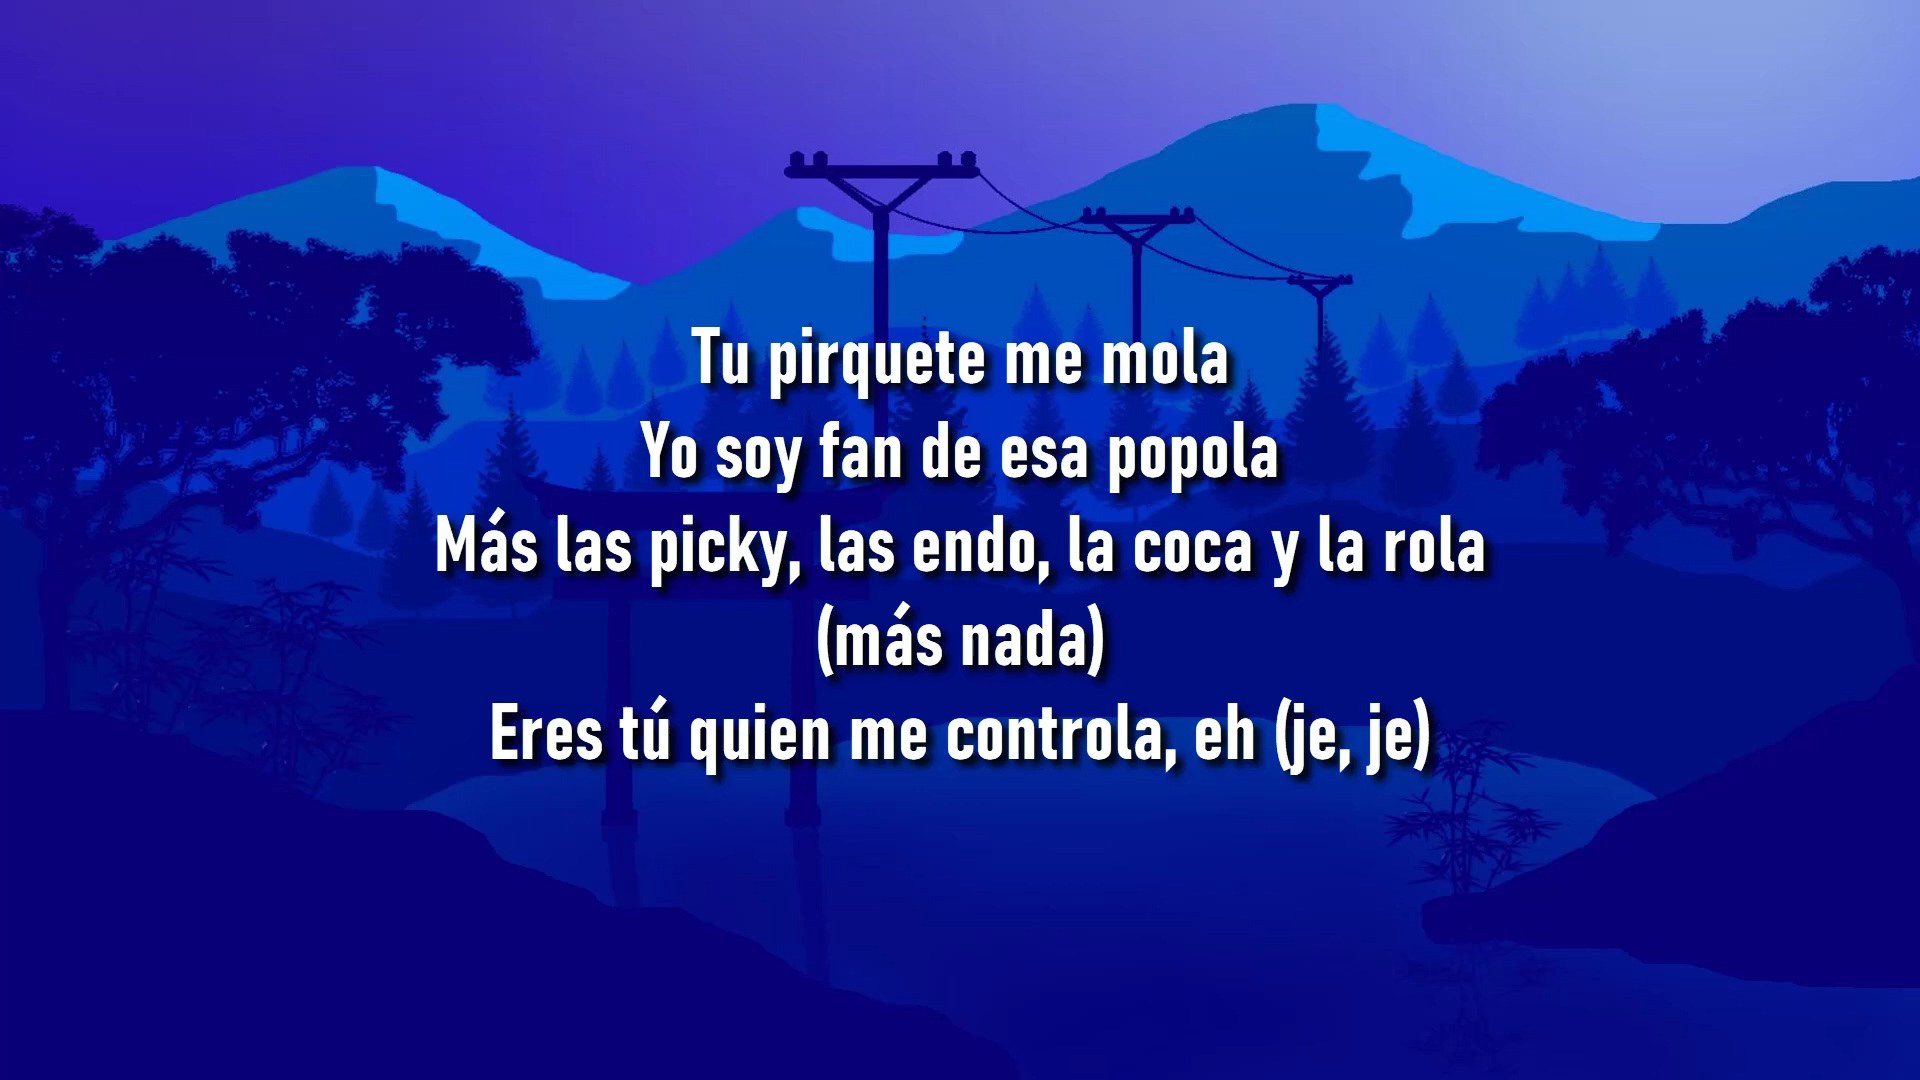 Tu pirquete me mola
Yo soy fan de esa popola
Más las picky, las endo, la coca y la rola
(más nada)
Eres tú quien me controla, eh (je, je)